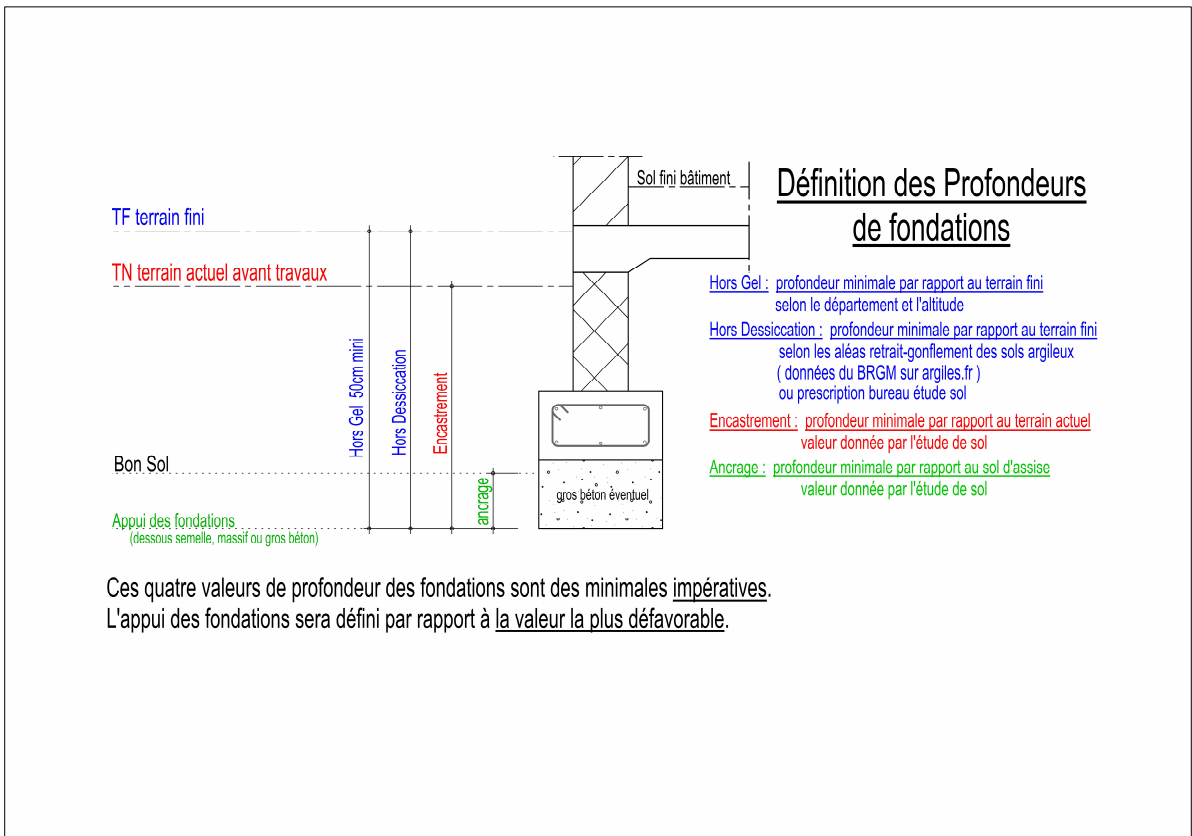 Sol fini bâtiment
Définition des Profondeurs
de fondations
TF terrain fini
TN terrain actuel avant travaux
Hors Gel : profondeur minimale par rapport au terrain fini
selon le département et l'altitude
Hors Dessiccation : profondeur minimale par rapport au terrain fini
selon les aléas retrait-gonflement des sols argileux
( données du BRGM sur argiles.fr )
ou prescription bureau étude sol
Encastrement : profondeur minimale par rapport au terrain actuel
valeur donnée par l'étude de sol
Ancrage : profondeur minimale par rapport au sol d'assise
valeur donnée par l'étude de sol
Hors Gel 50cm mini
Hors Dessiccation
Encastrement
ancrage
Bon Sol
gros béton éventuel
Appui des fondations
(dessous semelle, massif ou gros béton)
Ces quatre valeurs de profondeur des fondations sont des minimales impératives.
L'appui des fondations sera défini par rapport à la valeur la plus défavorable.